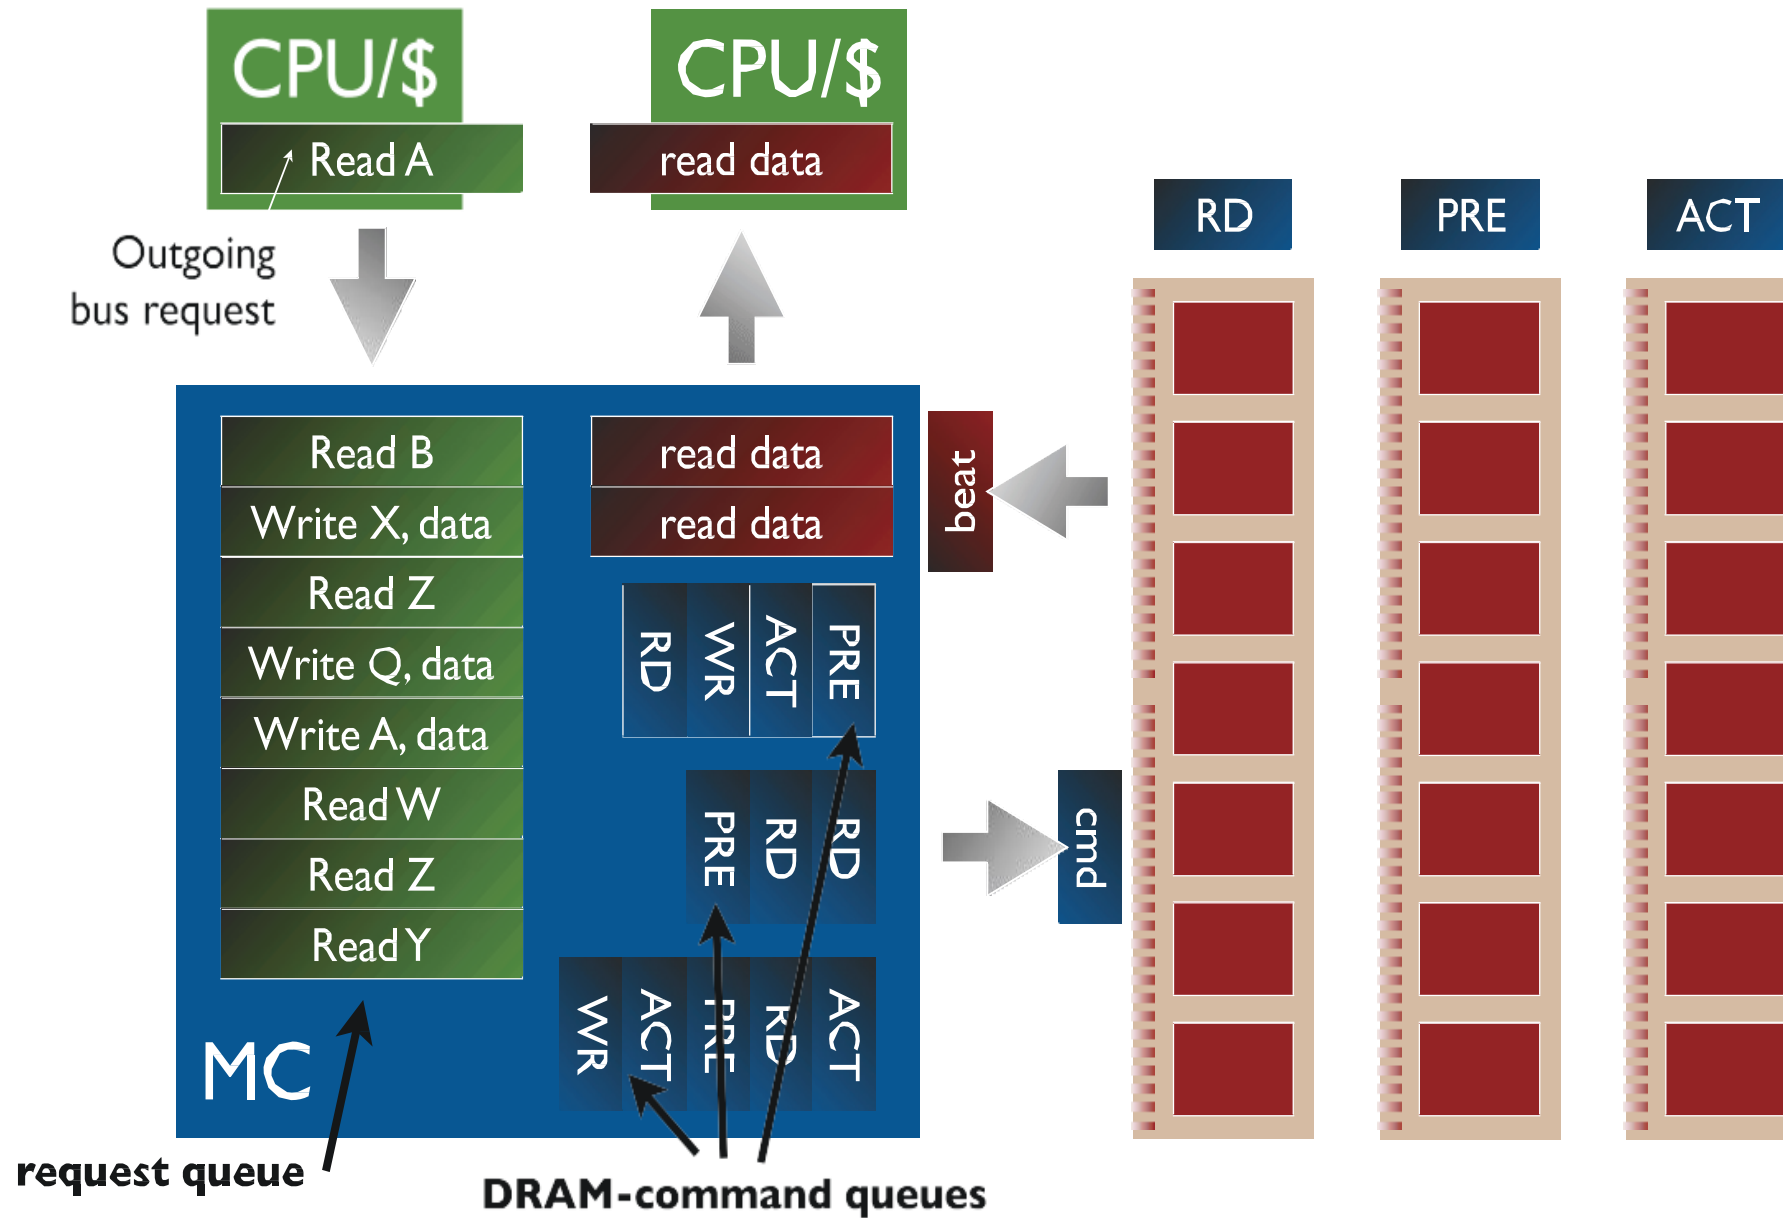 CPU/$
Read A
CPU/$
read data
Outgoing
bus request
RD
PRE
ACT
Read B
Write X, data
Read Z
Write Q, data
Write A, data
Read W
Read Z
Read Y
read data
read data
beat
RD
WR
ACT
PRE
PRE
RD
RD
cmd
WR
ACT
PRE
RD
ACT
MC
request queue
DRAM-command queues